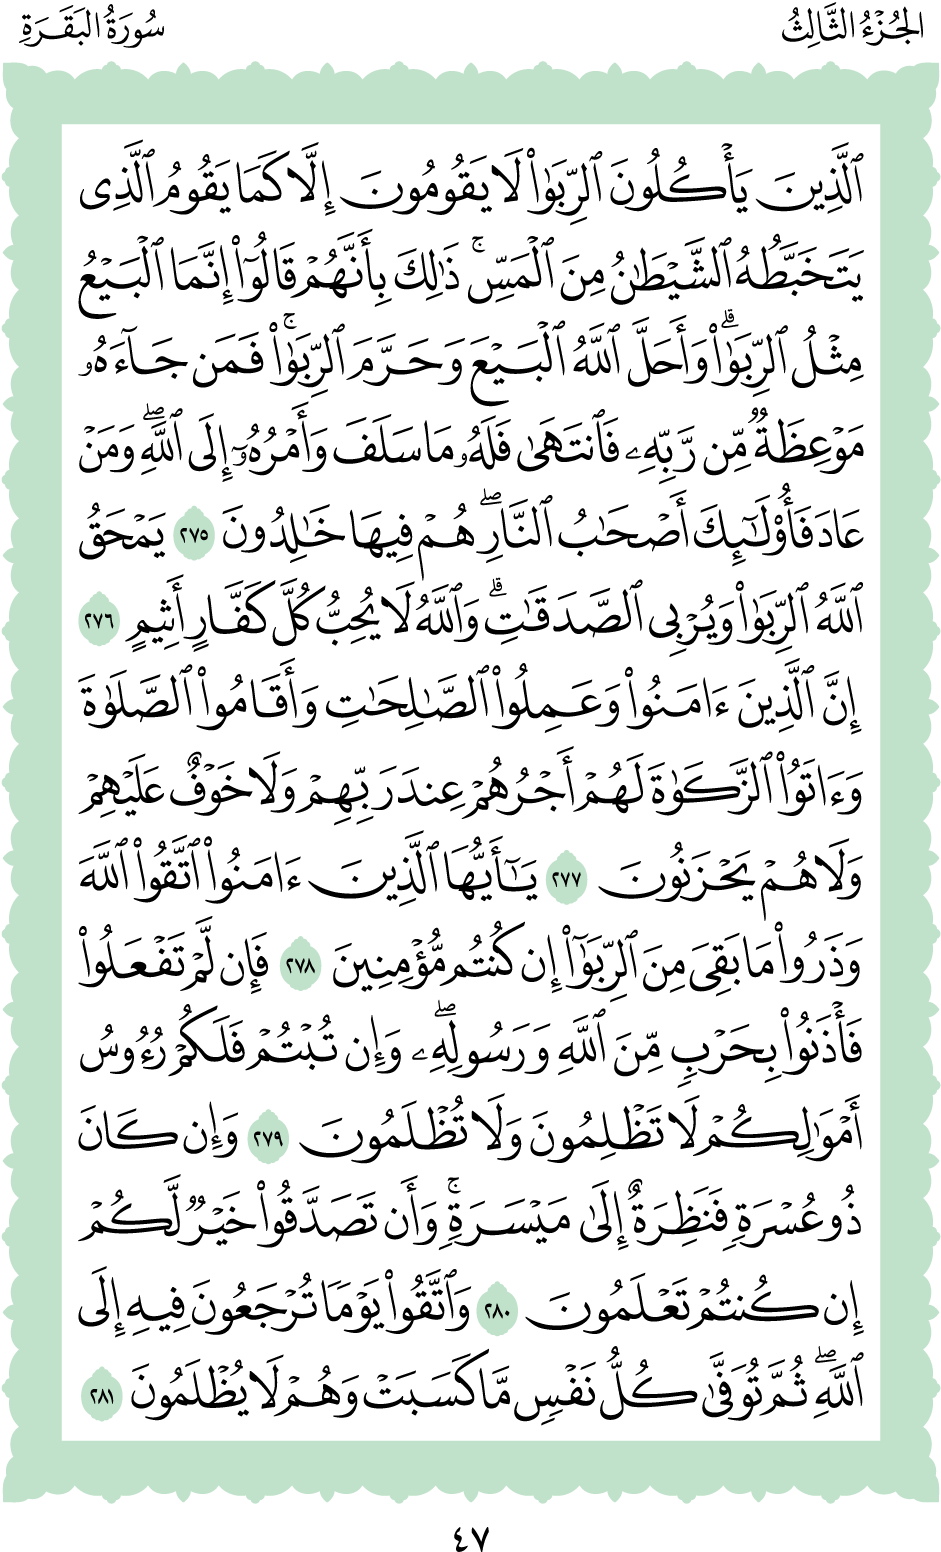 الجُزْءُ الثَّالِثُ
سُورَةُ البَقَرَةِ
ٱلَّذِينَ يَأۡكُلُونَ ٱلرِّبَوٰاْ لَا يَقُومُونَ إِلَّا كَمَا يَقُومُ ٱلَّذِي
يَتَخَبَّطُهُ ٱلشَّيۡطَٰنُ مِنَ ٱلۡمَسِّۚ ذَٰلِكَ بِأَنَّهُمۡ قَالُوٓاْ إِنَّمَا ٱلۡبَيۡعُ
مِثۡلُ ٱلرِّبَوٰاْۗ وَأَحَلَّ ٱللَّهُ ٱلۡبَيۡعَ وَحَرَّمَ ٱلرِّبَوٰاْۚ فَمَن جَآءَهُۥ
مَوۡعِظَةٞ مِّن رَّبِّهِۦ فَٱنتَهَىٰ فَلَهُۥ مَا سَلَفَ وَأَمۡرُهُۥٓ إِلَى ٱللَّهِۖ وَمَنۡ
عَادَ فَأُوْلَٰٓئِكَ أَصۡحَٰبُ ٱلنَّارِۖ هُمۡ فِيهَا خَٰلِدُونَ ٢٧٥ يَمۡحَقُ
ٱللَّهُ ٱلرِّبَوٰاْ وَيُرۡبِي ٱلصَّدَقَٰتِۗ وَٱللَّهُ لَا يُحِبُّ كُلَّ كَفَّارٍ أَثِيمٍ ٢٧٦
إِنَّ ٱلَّذِينَ ءَامَنُواْ وَعَمِلُواْ ٱلصَّٰلِحَٰتِ وَأَقَامُواْ ٱلصَّلَوٰةَ
وَءَاتَوُاْ ٱلزَّكَوٰةَ لَهُمۡ أَجۡرُهُمۡ عِندَ رَبِّهِمۡ وَلَا خَوۡفٌ عَلَيۡهِمۡ
وَلَا هُمۡ يَحۡزَنُونَ ٢٧٧ يَٰٓأَيُّهَا ٱلَّذِينَ ءَامَنُواْ ٱتَّقُواْ ٱللَّهَ
وَذَرُواْ مَا بَقِيَ مِنَ ٱلرِّبَوٰٓاْ إِن كُنتُم مُّؤۡمِنِينَ ٢٧٨ فَإِن لَّمۡ تَفۡعَلُواْ
فَأۡذَنُواْ بِحَرۡبٖ مِّنَ ٱللَّهِ وَرَسُولِهِۦۖ وَإِن تُبۡتُمۡ فَلَكُمۡ رُءُوسُ
أَمۡوَٰلِكُمۡ لَا تَظۡلِمُونَ وَلَا تُظۡلَمُونَ ٢٧٩ وَإِن كَانَ
ذُو عُسۡرَةٖ فَنَظِرَةٌ إِلَىٰ مَيۡسَرَةٖۚ وَأَن تَصَدَّقُواْ خَيۡرٞ لَّكُمۡ
إِن كُنتُمۡ تَعۡلَمُونَ ٢٨٠ وَٱتَّقُواْ يَوۡمٗا تُرۡجَعُونَ فِيهِ إِلَى
ٱللَّهِۖ ثُمَّ تُوَفَّىٰ كُلُّ نَفۡسٖ مَّا كَسَبَتۡ وَهُمۡ لَا يُظۡلَمُونَ ٢٨١
٤٧